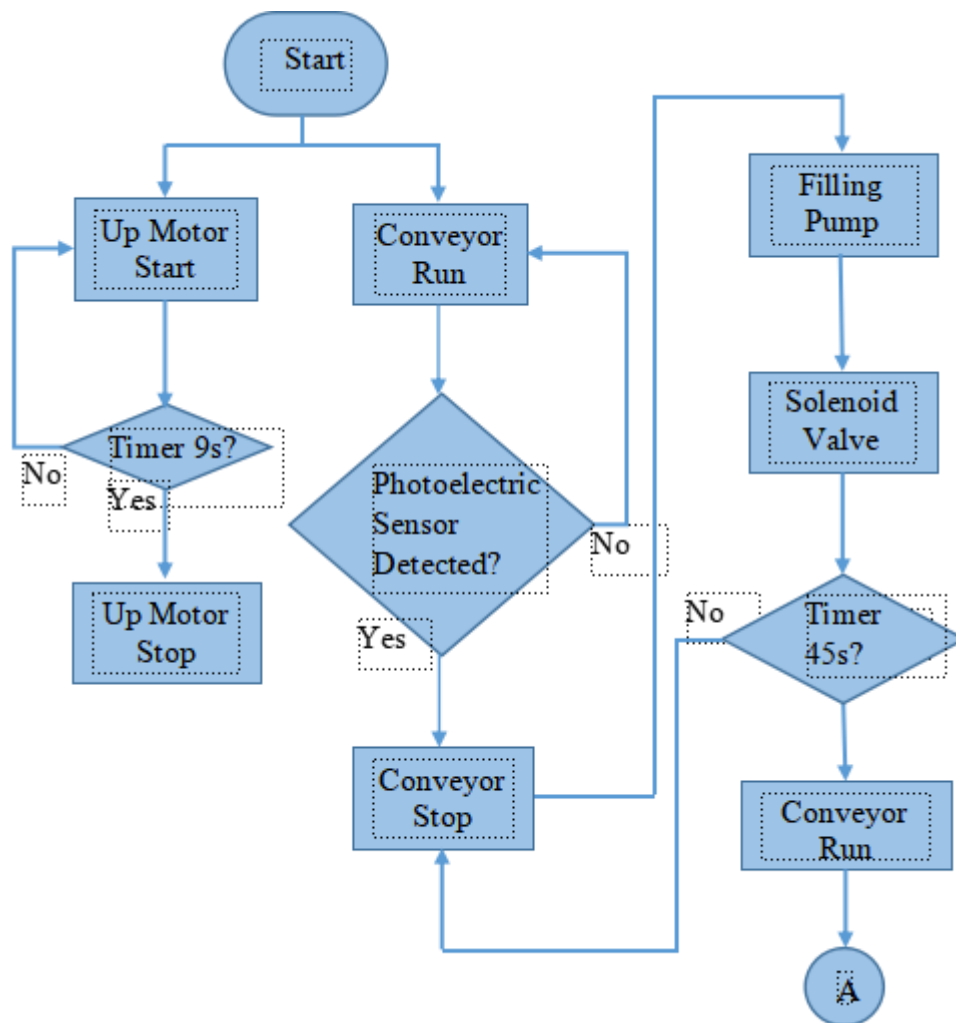 Start
Up Motor
Start
Timer 9s?
No
Yes
Up Motor
Stop
Conveyor
Run
Photoelectric
Sensor
Detected?
No
Yes
Conveyor
Stop
Filling
Pump
Solenoid
Valve
No
Timer
45s?
Conveyor
Run
A